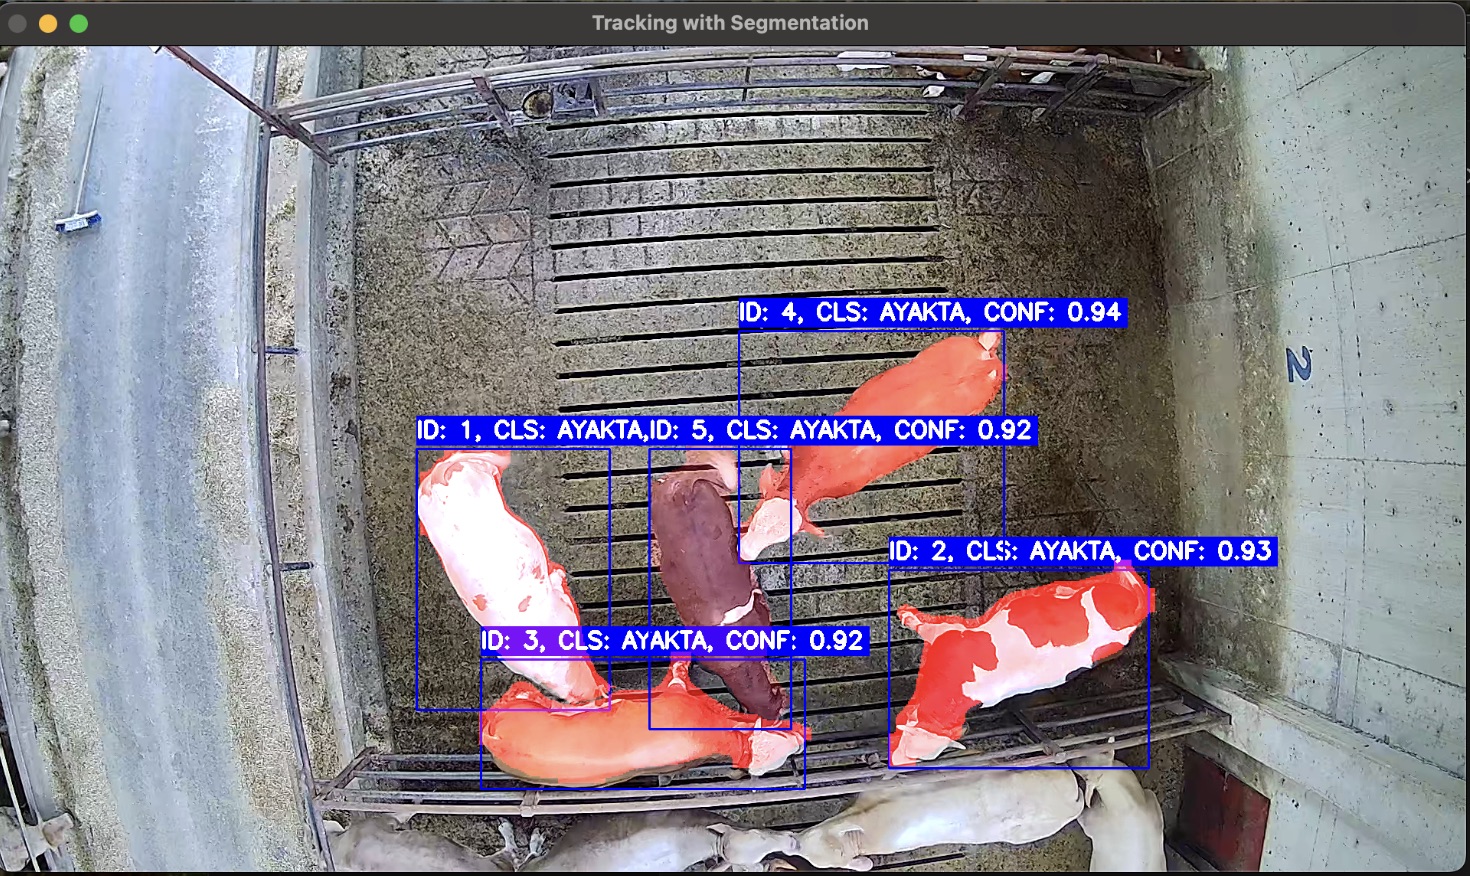 Tracking with Segmentation
ID: 4, CLS: AYAKTA, CONF: 0.94
ID: 1, CLS: AYAKTA,
ID: 5, CLS: AYAKTA, CONF: 0.92
ID: 2, CLS: AYAKTA, CONF: 0.93
ID: 3, CLS: AYAKTA, CONF: 0.92
2